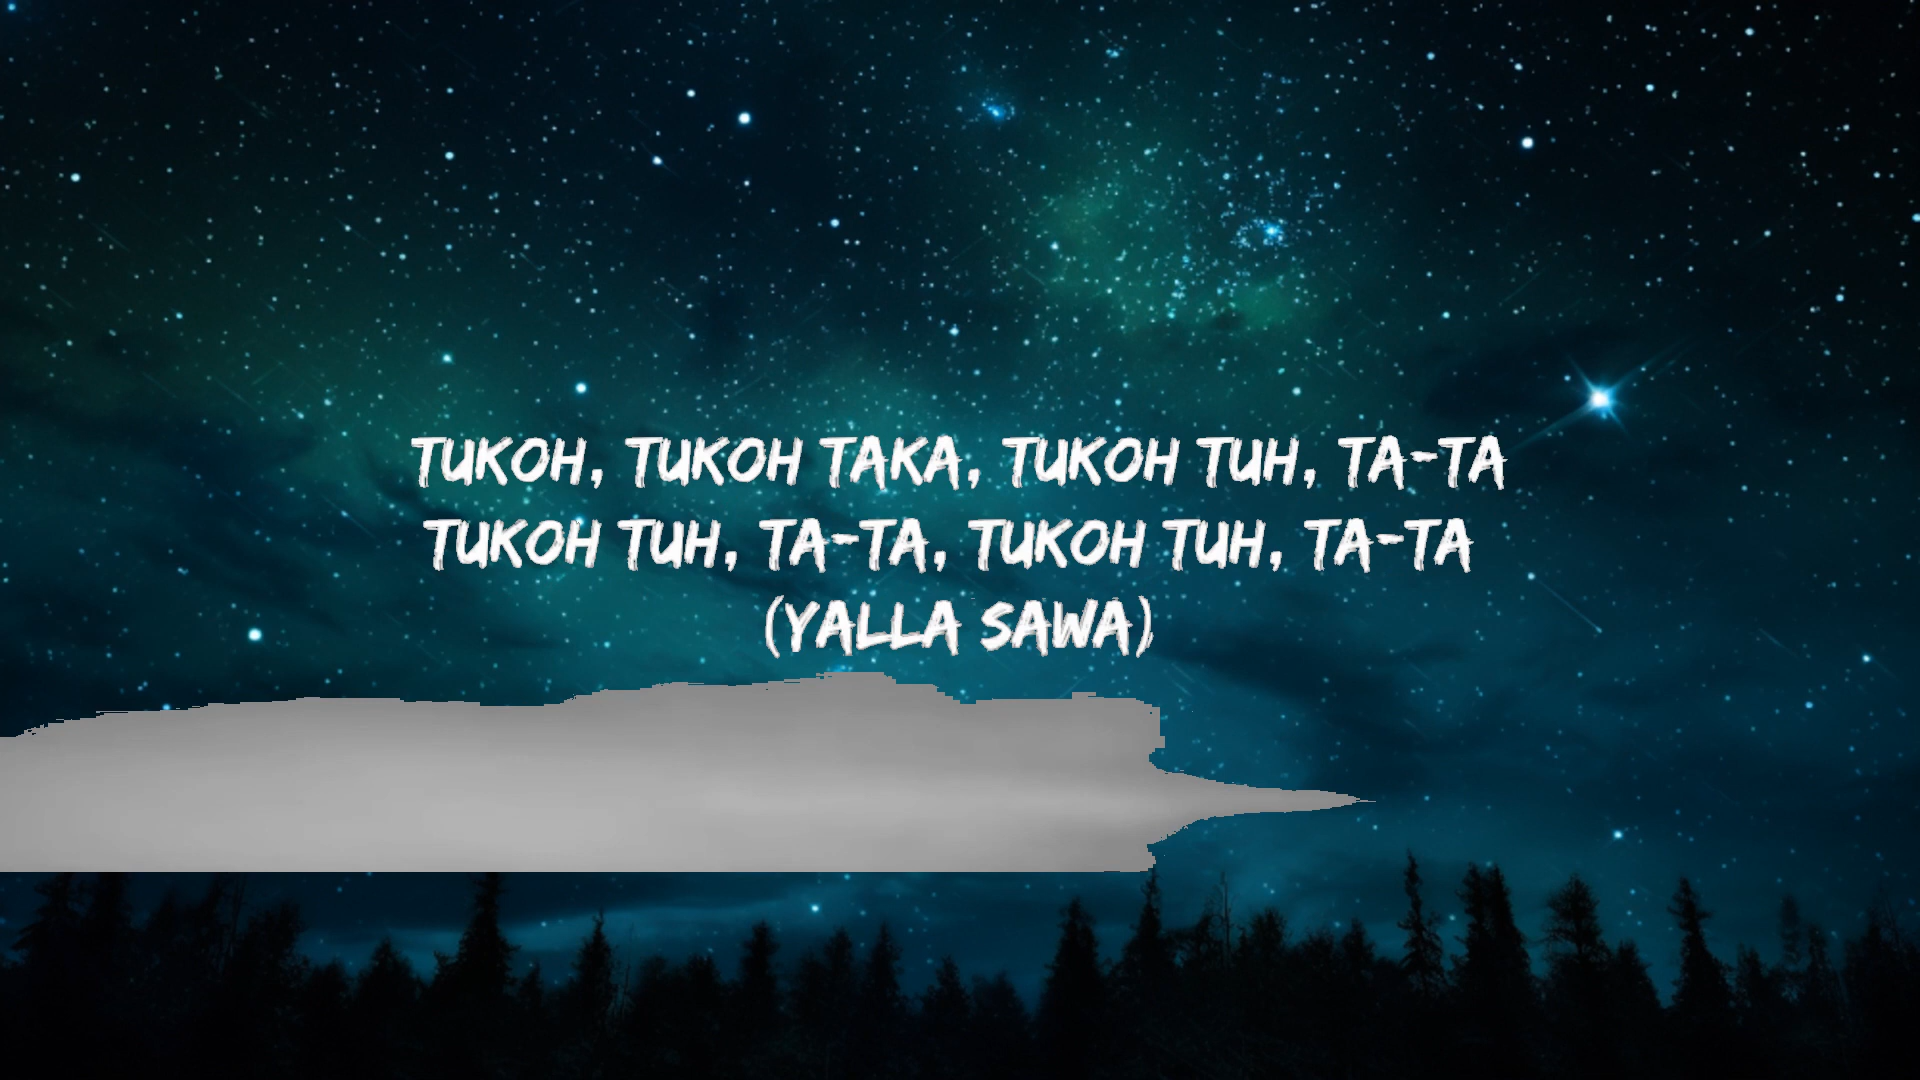 TUKOH, TUKOH TAKA, TUKOH TUH, TA-TA
TUKOH TUH, TA-TA, TUKOH TUH, TA-TA
(YALLA SAWA)